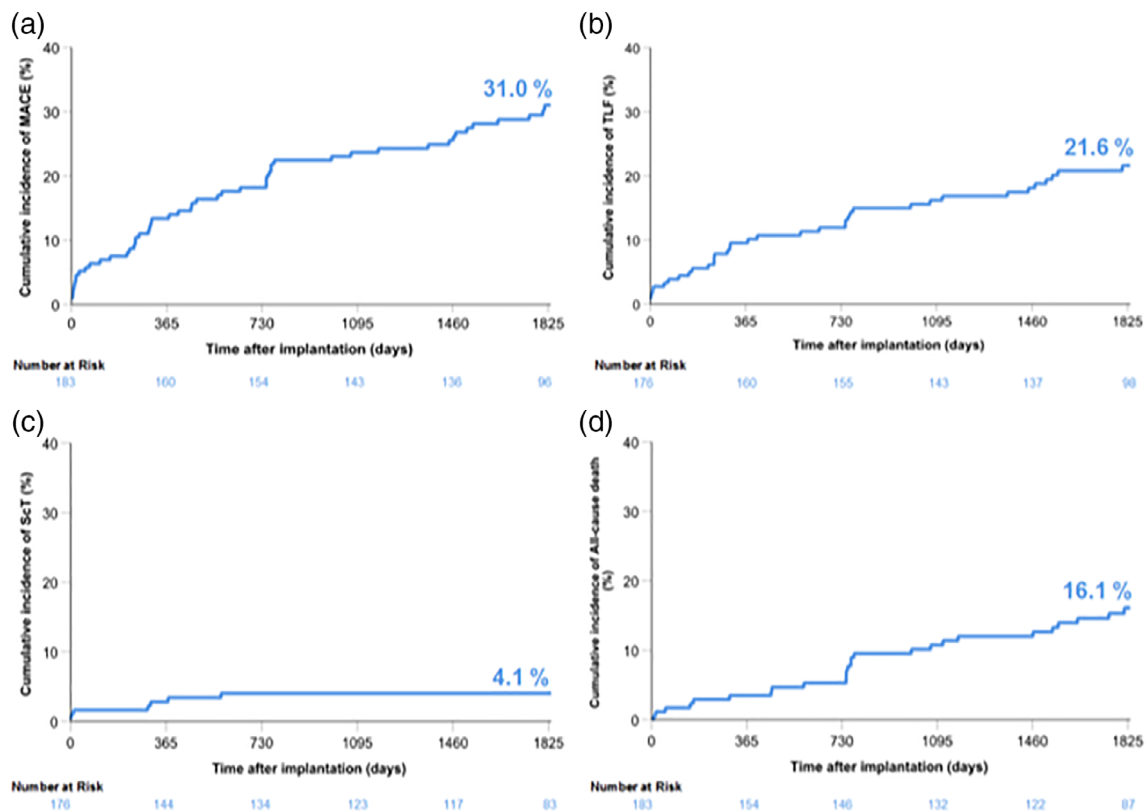 (a)
Cumulative incidence of MACE (%)
40
30
20
10
0
31.0 %
0 365 730 1095 1460 1825
Time after implantation (days)
Number at Risk
183 160 154 143 136 96
(b)
Cumulative incidence of TLF (%)
40
30
20
10
0
21.6 %
0 365 730 1095 1460 1825
Time after implantation (days)
Number at Risk
176 160 155 143 137 98
(c)
Cumulative incidence of ScT (%)
40
30
20
10
0
4.1 %
0 365 730 1095 1460 1825
Time after implantation (days)
Number at Risk
176 144 134 123 117 83
(d)
Cumulative incidence of All-cause death
(%)
40
30
20
10
0
16.1 %
0 365 730 1095 1460 1825
Time after implantation (days)
Number at Risk
183 154 146 132 122 87